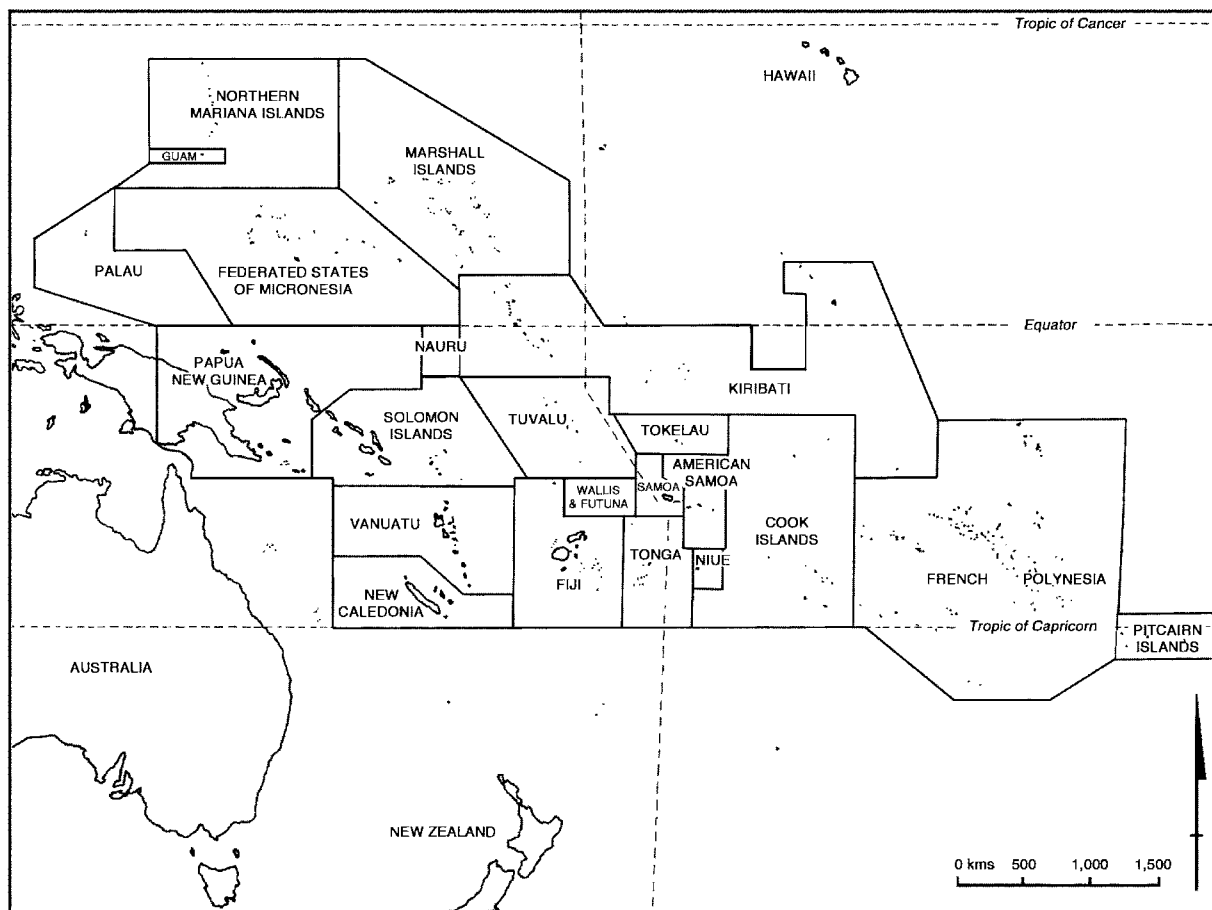 Tropic of Cancer
HAWAII
NORTHERN
MARIANA ISLANDS
GUAM
MARSHALL
ISLANDS
PALAU
FEDERATED STATES
OF MICRONESIA
Equator
NAURU
PAPUA
NEW GUINEA
KIRIBATI
SOLOMON
ISLANDS
TUVALU
TOKELAU
AMERICAN
SAMOA
SAMOA
WALLIS
& FUTUNA
VANUATU
COOK
ISLANDS
TONGA
NIUE
FIJI
FRENCH POLYNESIA
NEW
CALEDONIA
Tropic of Capricorn
PITCAIRN
ISLANDS
AUSTRALIA
NEW ZEALAND
0 kms 500 1,000 1,500